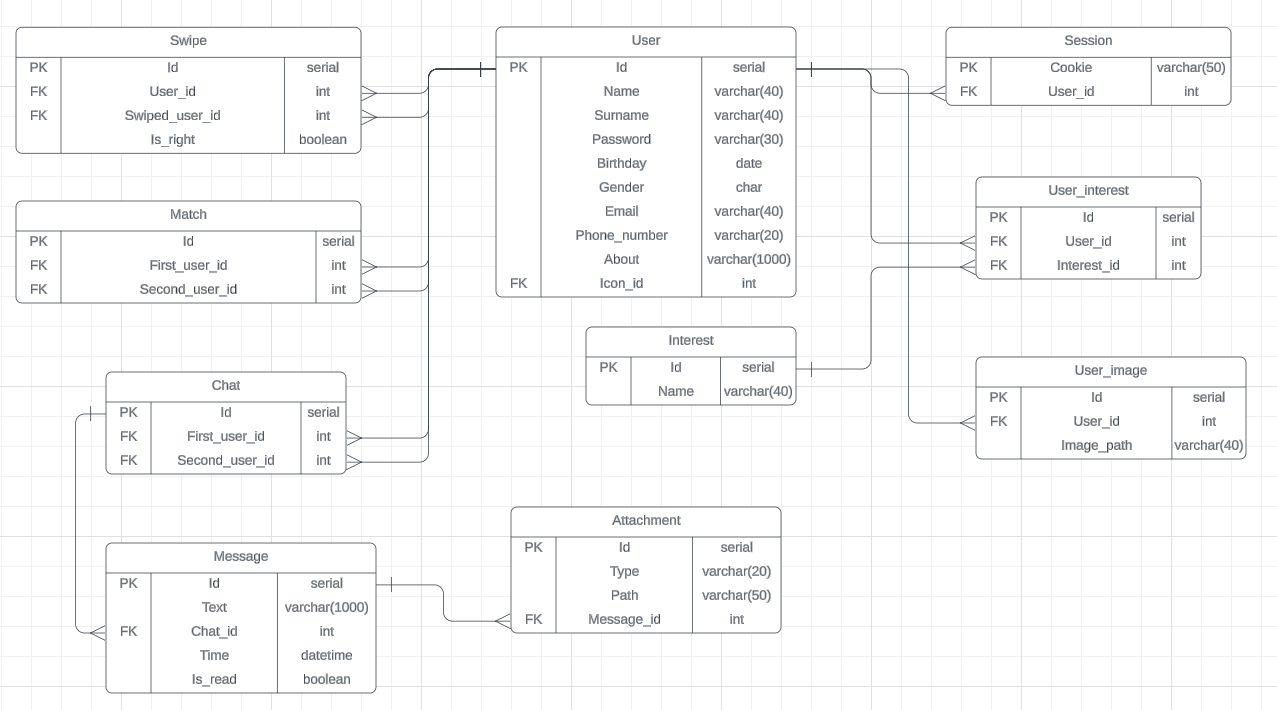 Swipe
PK Id serial
FK User_id int
FK Swiped_user_id int
Is_right boolean
User
PK Id serial
Name varchar(40)
Surname varchar(40)
Password varchar(30)
Birthday date
Gender char
Email varchar(40)
Phone_number varchar(20)
About varchar(1000)
FK Icon_id int
Session
PK Cookie varchar(50)
FK User_id int
Match
PK Id serial
FK First_user_id int
FK Second_user_id int
User_interest
PK Id serial
FK User_id int
FK Interest_id int
Interest
PK Id serial
Name varchar(40)
User_image
PK Id serial
FK User_id int
Image_path varchar(40)
Chat
PK Id serial
FK First_user_id int
FK Second_user_id int
Attachment
PK Id serial
Type varchar(20)
Path varchar(50)
FK Message_id int
Message
PK Id serial
Text varchar(1000)
FK Chat_id int
Time datetime
Is_read boolean